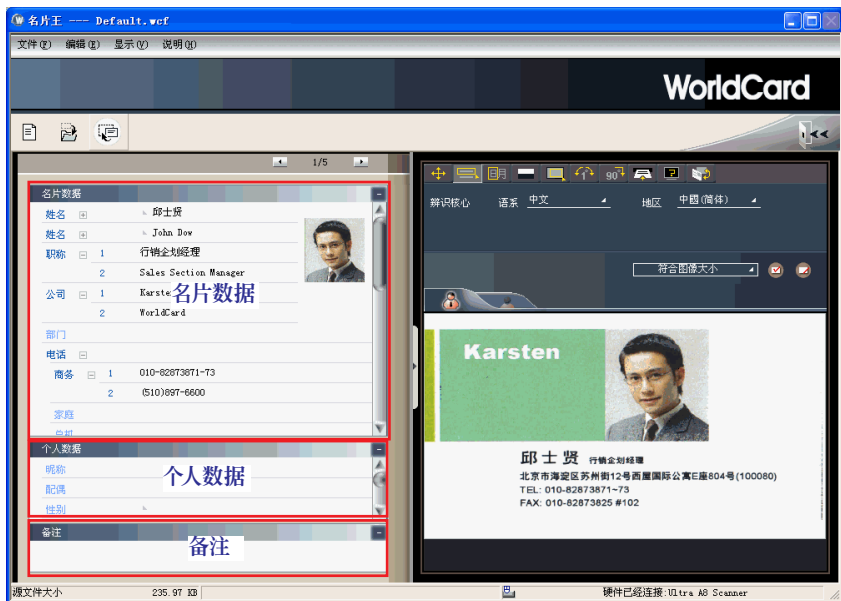 名片王 --- Default.wcf
文件(F) 编辑(E) 显示(V) 说明(H)
WorldCard
1/5
名片数据
姓名 邱士贤
姓名 John Dow
职称 1 行销企划经理
2 Sales Section Manager
公司 1 Karsten
名片数据
2 WorldCard
部门
电话
商务 1 010-82873871-73
2 (510)897-6600
家庭
总机
个人数据
昵称
个人数据
配偶
性别
备注
备注
90
辨识核心 语系 中文 地区 中國(简体)
符合图像大小
Karsten
邱士贤 行销企划经理
北京市海淀区苏州街12号西屋国际公寓E座804号(100080)
TEL: 010-82873871~73
FAX: 010-82873825 #102
源文件大小 235.97 KB 硬件已经连接:Ultra A8 Scanner